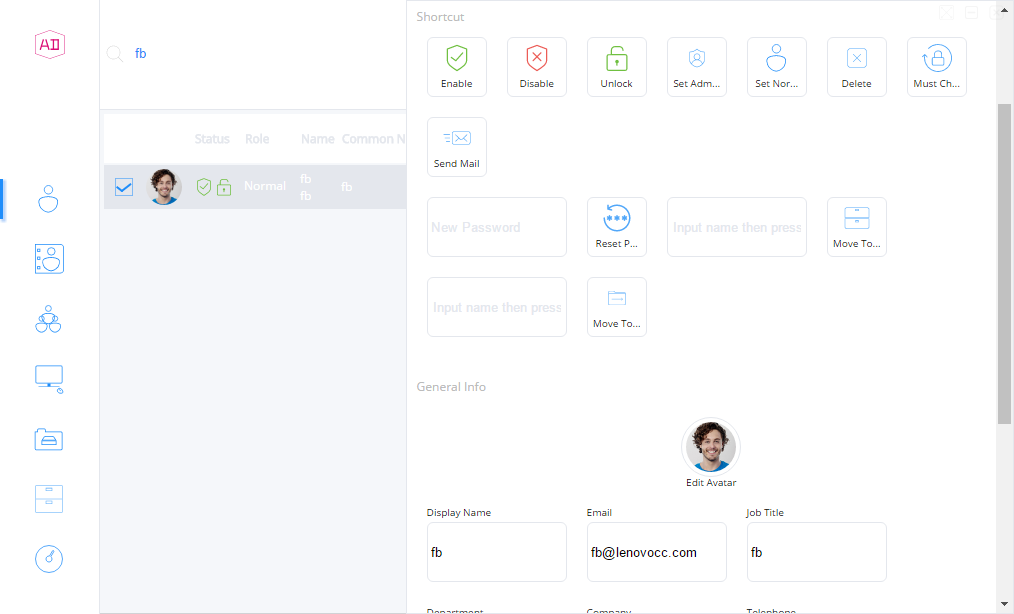 AD
fb
Status Role Name Common N
Normal fb fb
fb
Shortcut
Enable Disable Unlock Set Adm... Set Nor... Delete Must Ch...
Send Mail
New Password Reset P... Input name then press Move To...
Input name then press Move To...
General Info
Edit Avatar
Display Name Email Job Title
fb fb@lenovocc.com fb
Department Company Telephone